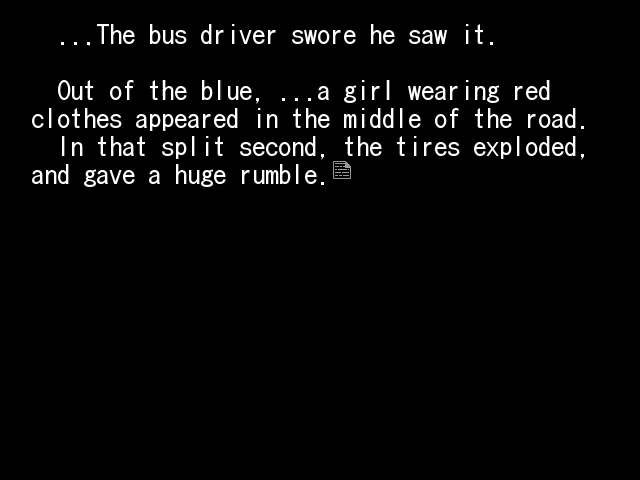 ...The bus driver swore he saw it.
Out of the blue, ...a girl wearing red
clothes appeared in the middle of the road.
In that split second, the tires exploded,
and gave a huge rumble.